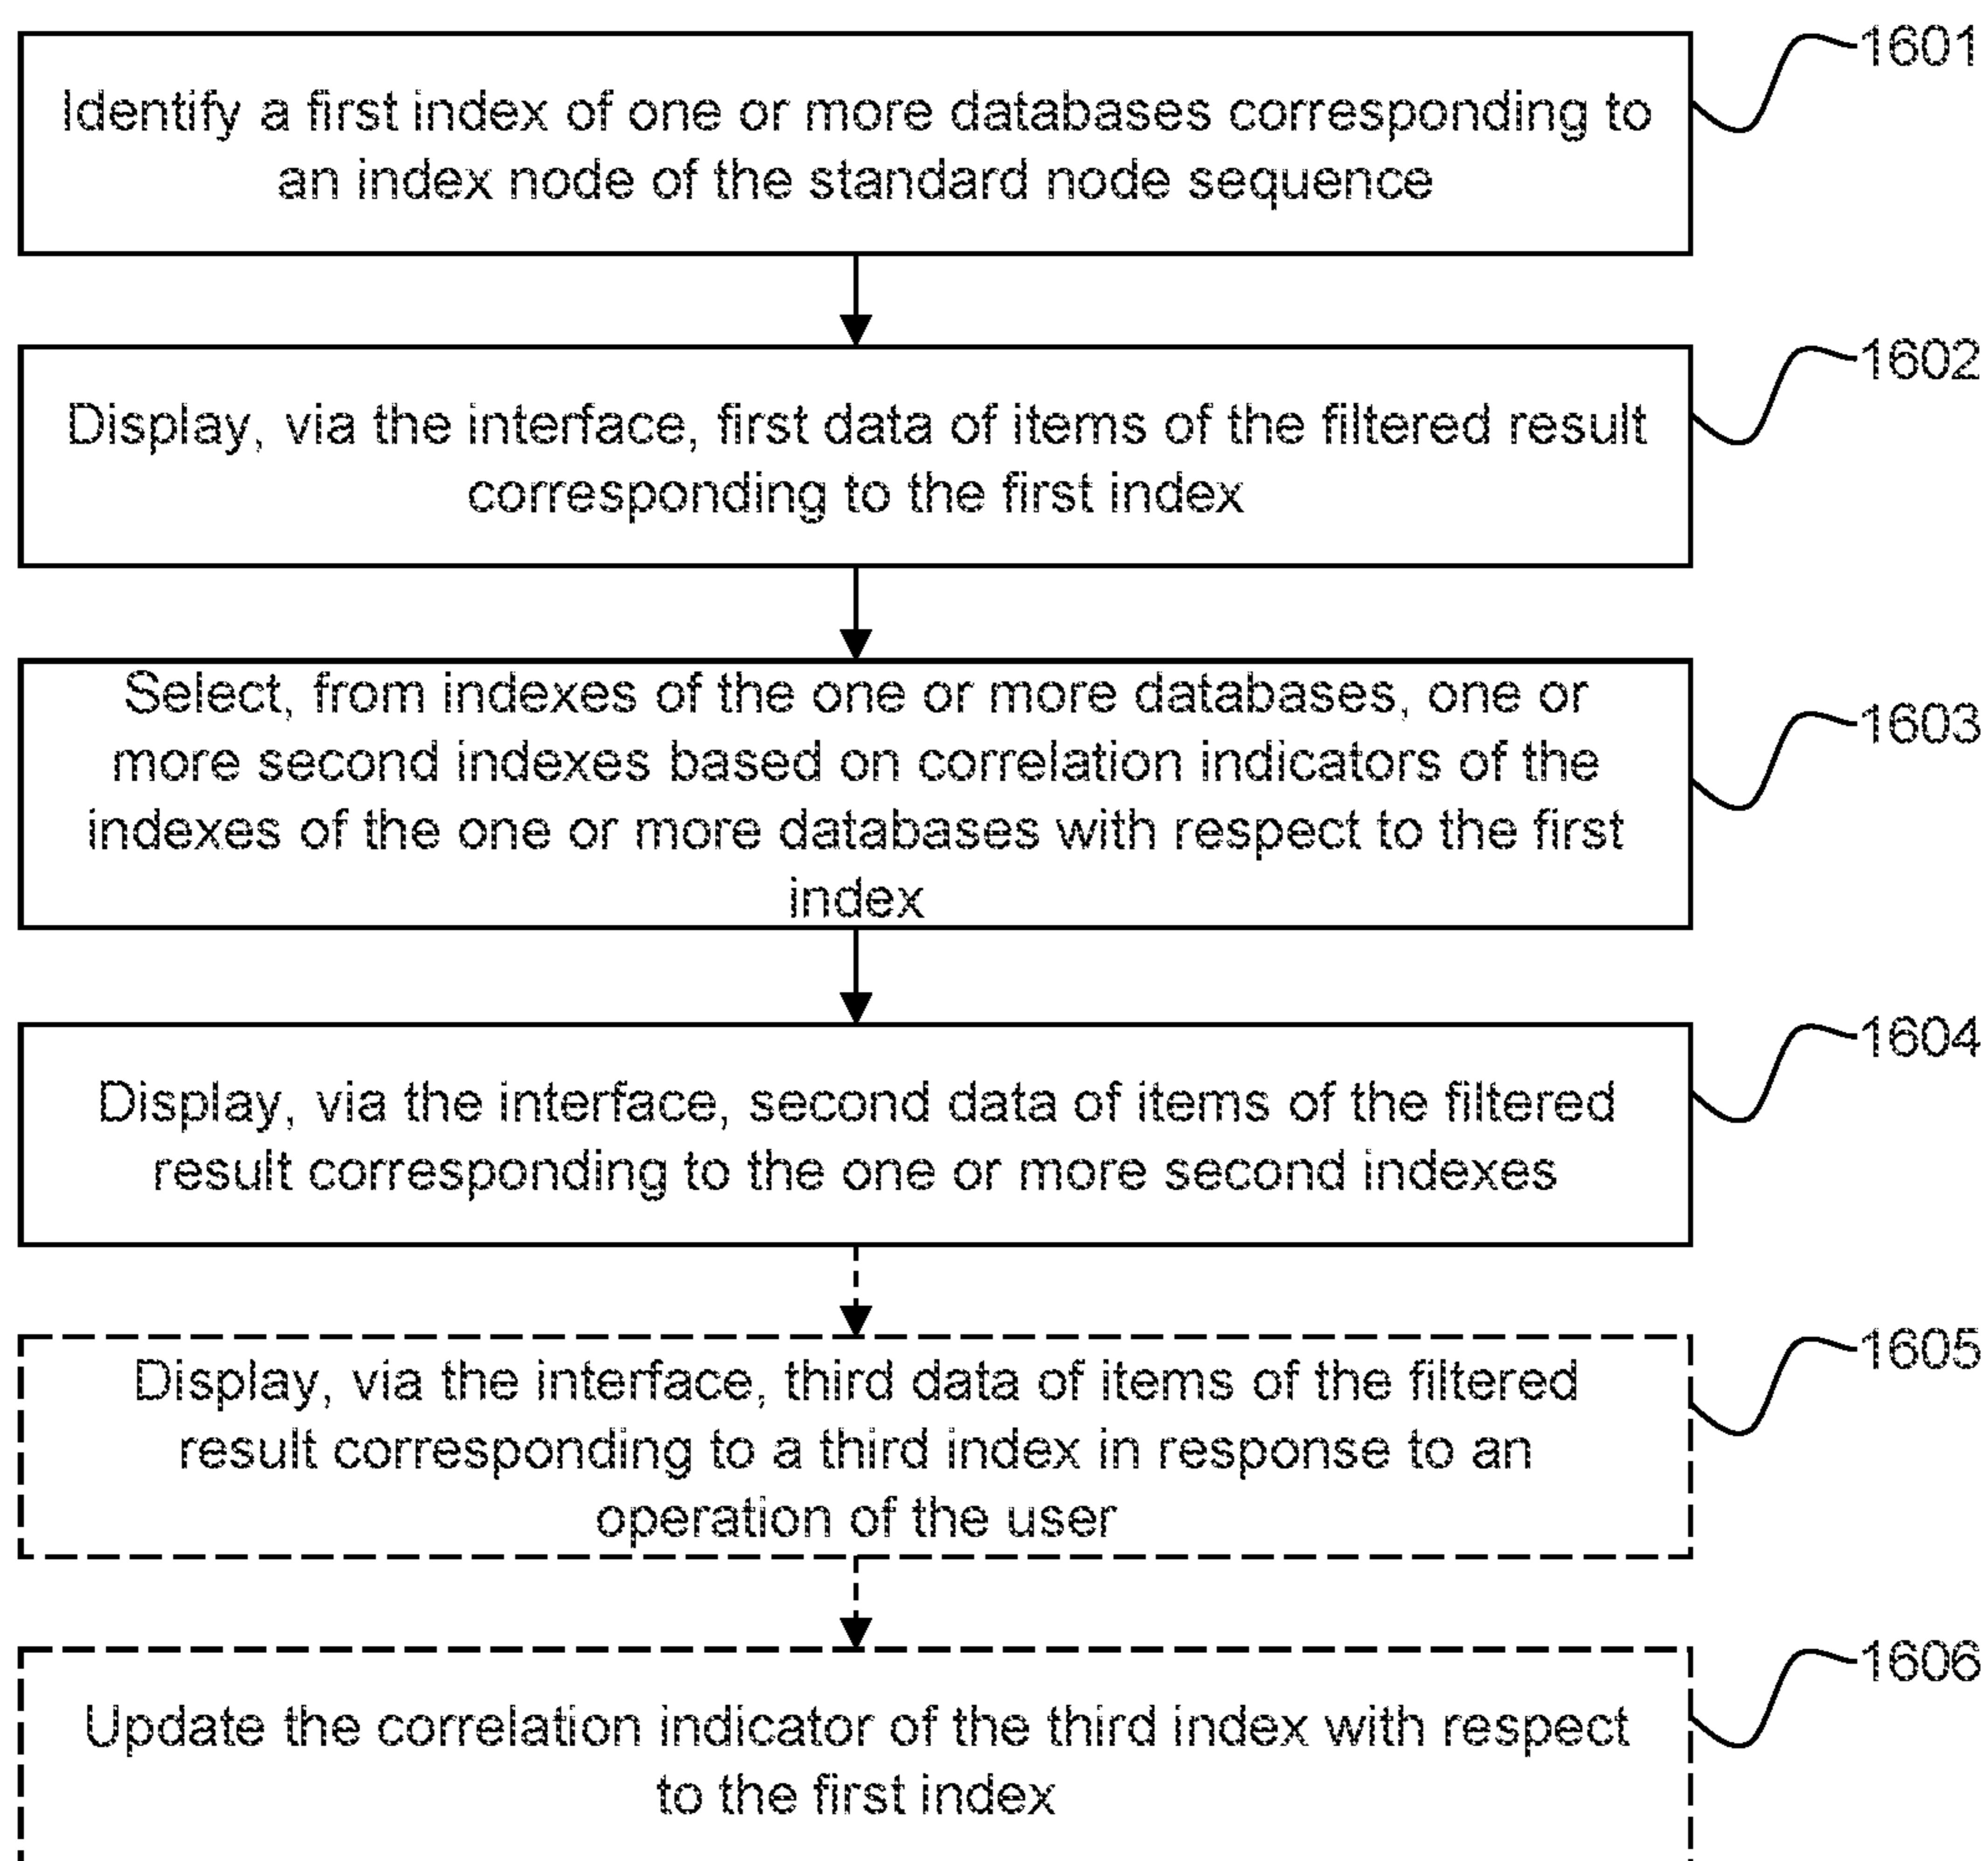 1601
Identify a first index of one or more databases corresponding to
an index node of the standard node sequence
1602
Display, via the interface, first data of items of the filtered result
corresponding to the first index
1603
Select, from indexes of the one or more databases, one or
more second indexes based on correlation indicators of the
indexes of the one or more databases with respect to the first
index
1604
Display, via the interface, second data of items of the filtered
result corresponding to the one or more second indexes
1605
Display, via the interface, third data of items of the filtered
result corresponding to a third index in response to an
operation of the user
1606
Update the correlation indicator of the third index with respect
to the first index